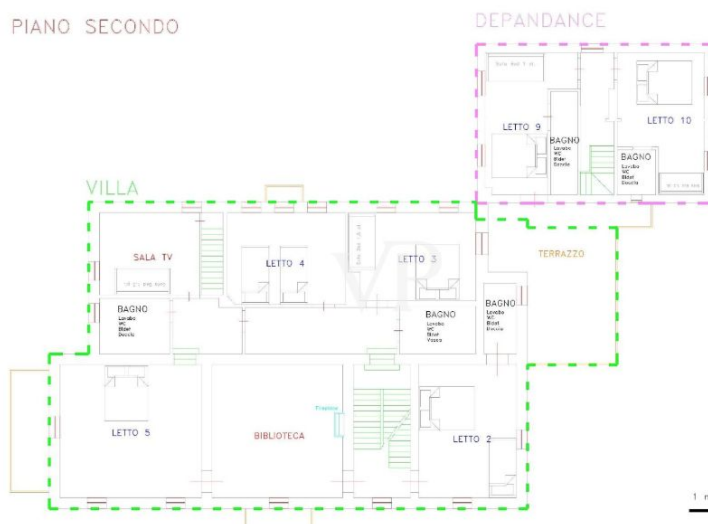 PIANO SECONDO
DEPANDANCE
LETTO 9
LETTO 10
BAGNO
Lavabo
WC
Bidet
Doccia
BAGNO
Lavabo
WC
Bidet
Doccia
VILLA
SALA TV
LETTO 4
LETTO 3
TERRAZZO
VP
BAGNO
Lavabo
WC
Bidet
Doccia
BAGNO
Lavabo
WC
Bidet
Vasca
BAGNO
Lavabo
WC
Bidet
Doccia
LETTO 5
BIBLIOTECA
LETTO 2
1 m